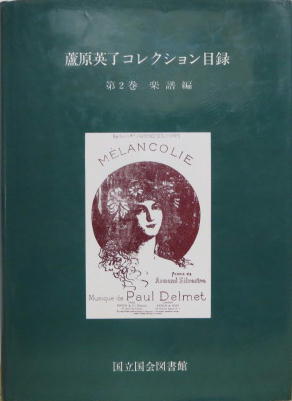 蘆原英了コレクション目録
第2巻 楽譜編
MÉLANCOLIE
Poésie de
Armand Silvestre
Musique de Paul Delmet
国立国会図書館